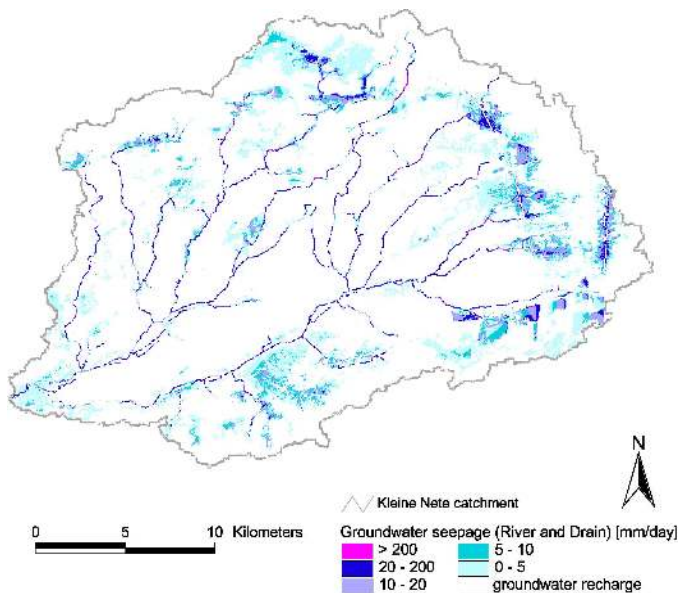 N
Kleine Nete catchment
0 5 10 Kilometers
Groundwater seepage (River and Drain) [mm/day]
> 200 5 - 10
20 - 200 0 - 5
10 - 20 groundwater recharge